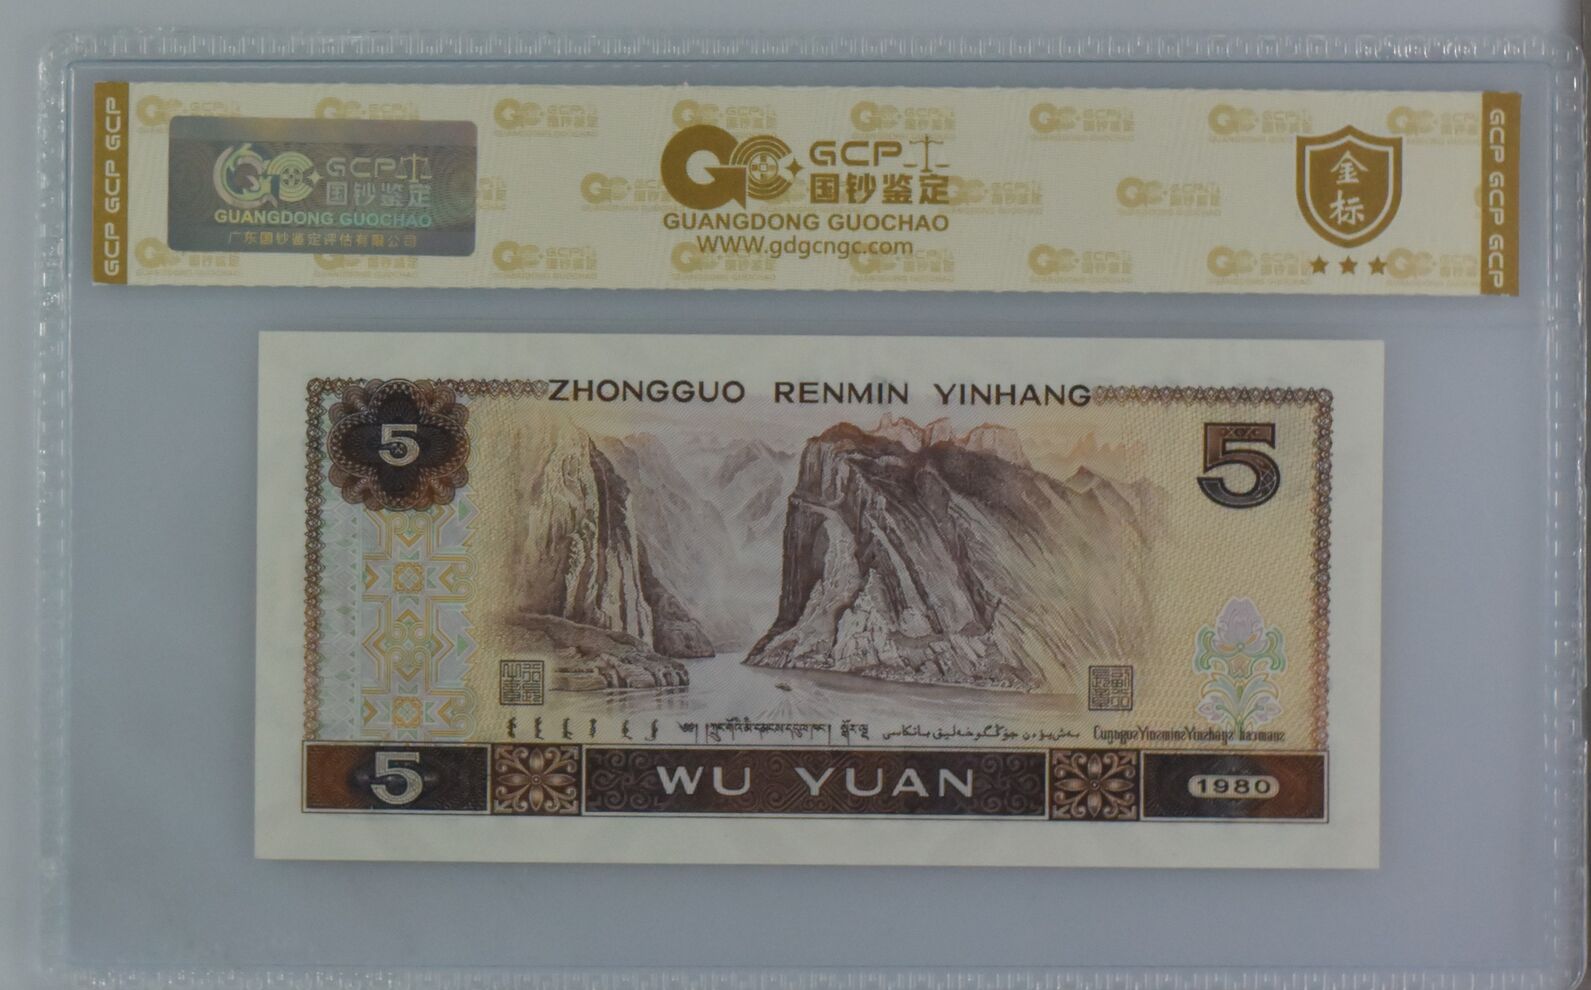 GCP
国钞鉴定
GUANGDONG GUOCHAO
广东国钞鉴定评估有限公司
GCP
国钞鉴定
GUANGDONG GUOCHAO
WWW.gdgcngc.com
金标
GCP GCP GCP
GCP GCP GCP
ZHONGGUO RENMIN YINHANG
5
5
5
WU YUAN
1980